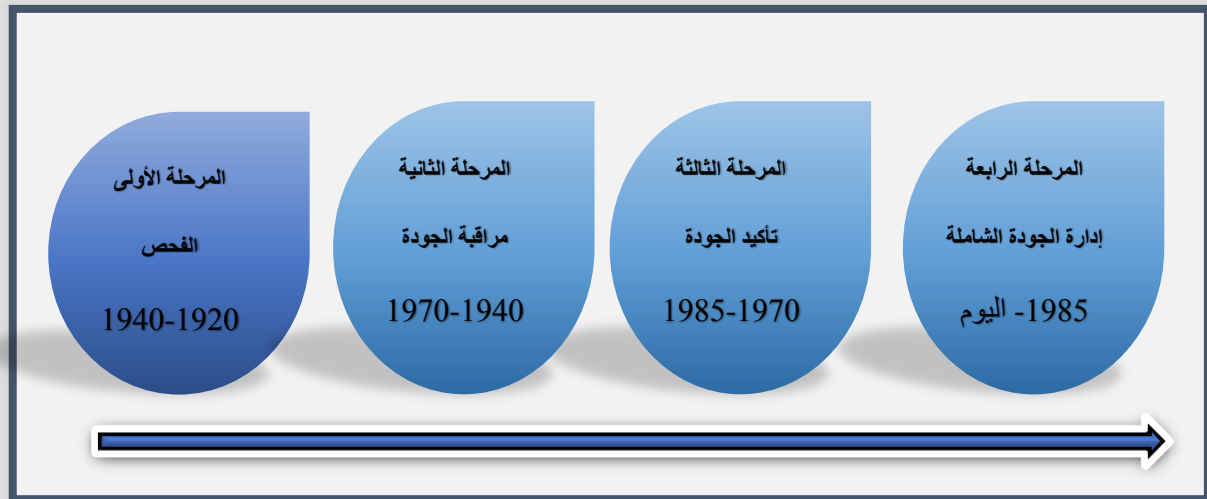 المرحلة الأولى
الفحص
1940-1920
المرحلة الثانية
مراقبة الجودة
1970-1940
المرحلة الثالثة
تأكيد الجودة
1985-1970
المرحلة الرابعة
إدارة الجودة الشاملة
1985- اليوم